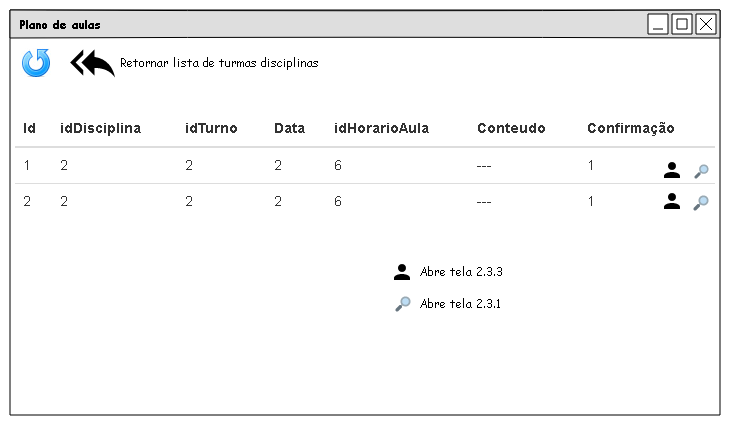 Plano de aulas
Retornar lista de turmas disciplinas
Id idDisciplina idTurno Data idHorarioAula Conteudo Confirmação
1 2 2 2 6 --- 1
2 2 2 2 6 --- 1
Abre tela 2.3.3
Abre tela 2.3.1